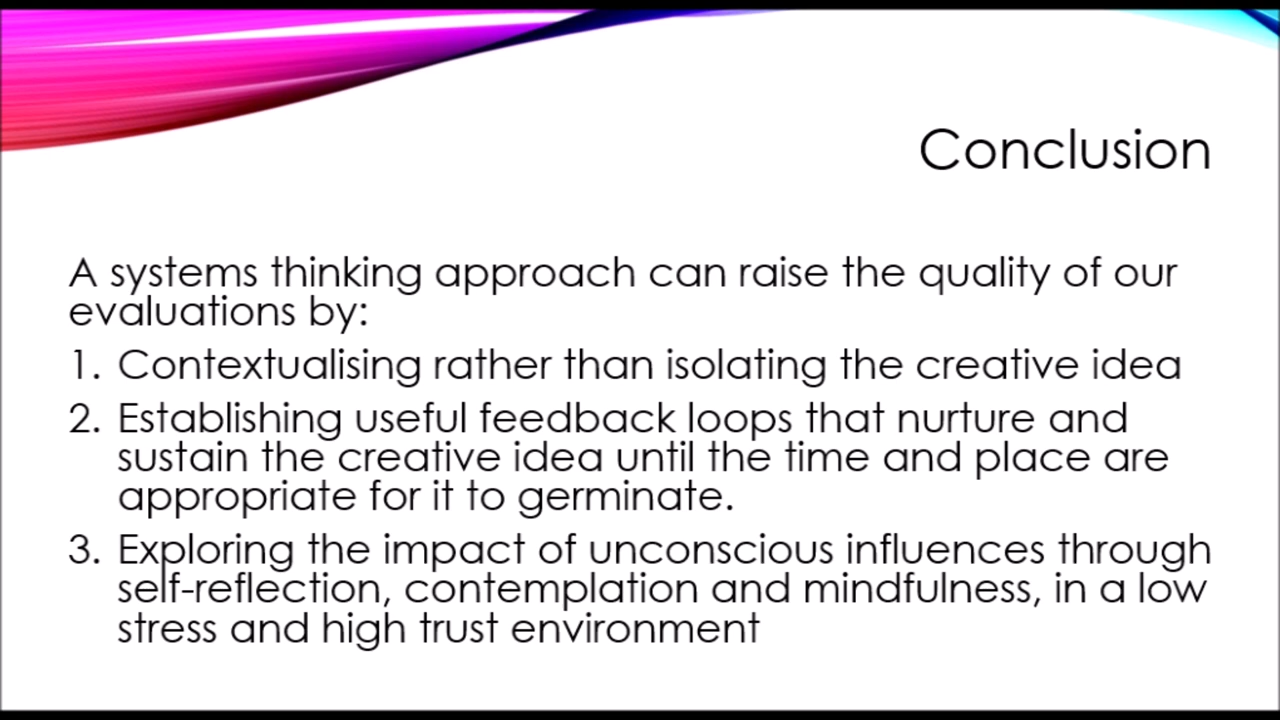 Conclusion
A systems thinking approach can raise the quality of our
evaluations by:
1. Contextualising rather than isolating the creative idea
2. Establishing useful feedback loops that nurture and
sustain the creative idea until the time and place are
appropriate for it to germinate.
3. Exploring the impact of unconscious influences through
self-reflection, contemplation and mindfulness, in a low
stress and high trust environment